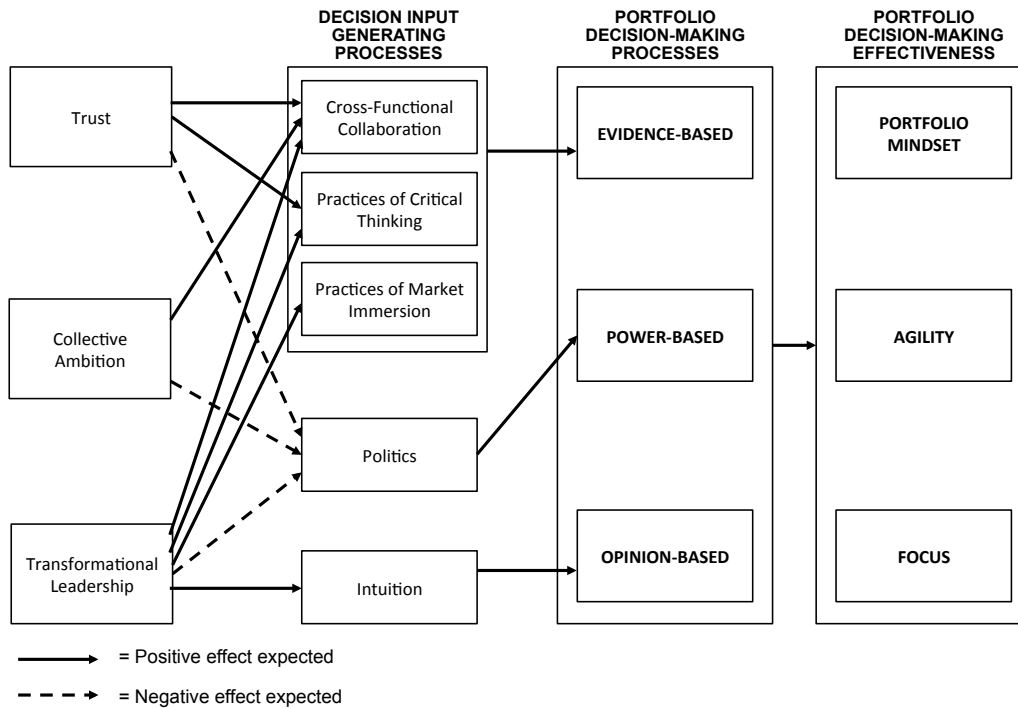 DECISION INPUT
GENERATING
PROCESSES
PORTFOLIO
DECISION-MAKING
PROCESSES
PORTFOLIO
DECISION-MAKING
EFFECTIVENESS
Trust
Cross-Functional
Collaboration
EVIDENCE-BASED
PORTFOLIO
MINDSET
Practices of Critical
Thinking
Practices of Market
Immersion
Collective
Ambition
POWER-BASED
AGILITY
Politics
Transformational
Leadership
Intuition
OPINION-BASED
FOCUS
= Positive effect expected
= Negative effect expected